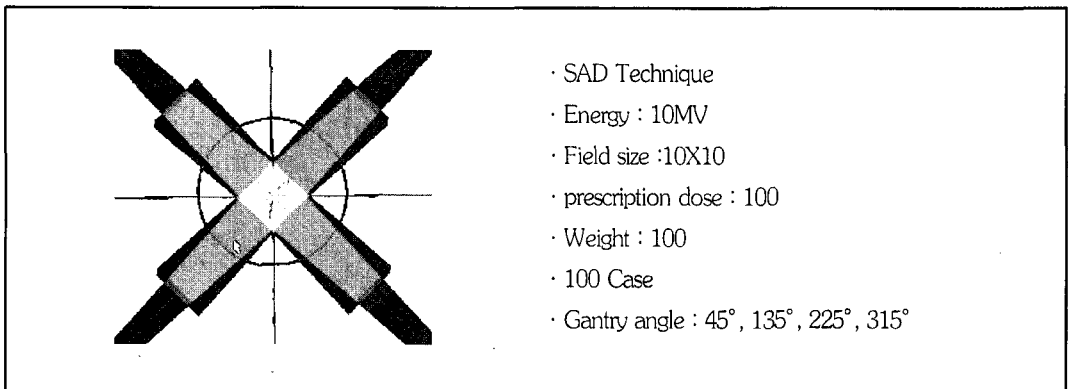 · SAD Technique
· Energy : 10MV
· Field size :10X10
· prescription dose : 100
· Weight : 100
· 100 Case
· Gantry angle : 45°, 135°, 225°, 315°